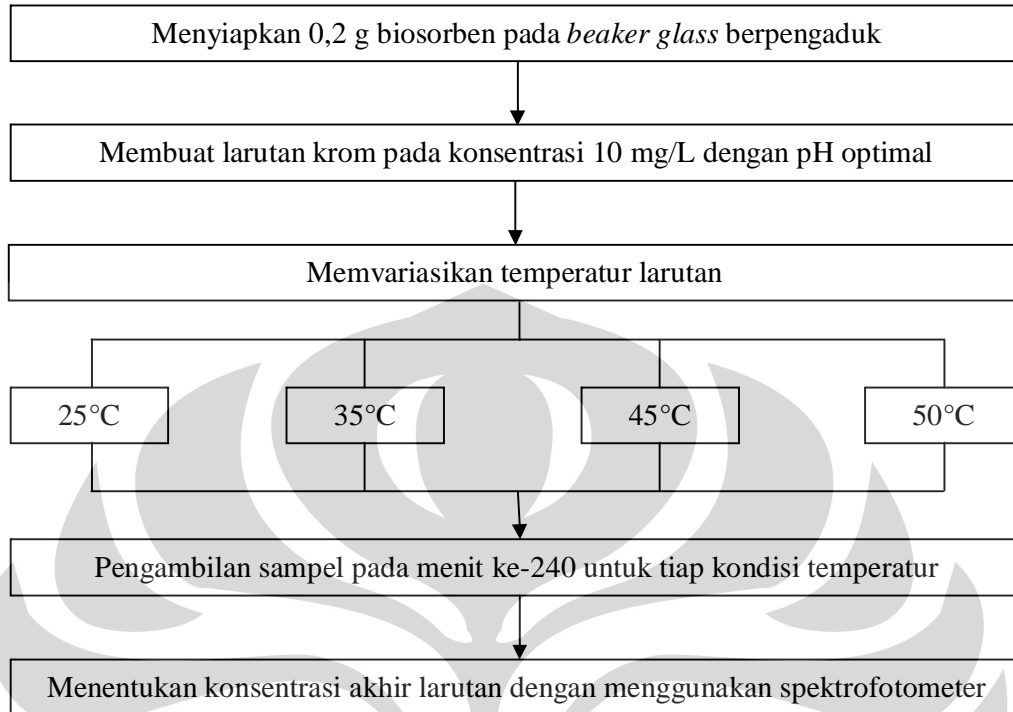 Menyiapkan 0,2 g biosorben pada beaker glass berpengaduk
Membuat larutan krom pada konsentrasi 10 mg/L dengan pH optimal
Memvariasikan temperatur larutan
25°C
35°C
45°C
50°C
Pengambilan sampel pada menit ke-240 untuk tiap kondisi temperatur
Menentukan konsentrasi akhir larutan dengan menggunakan spektrofotometer